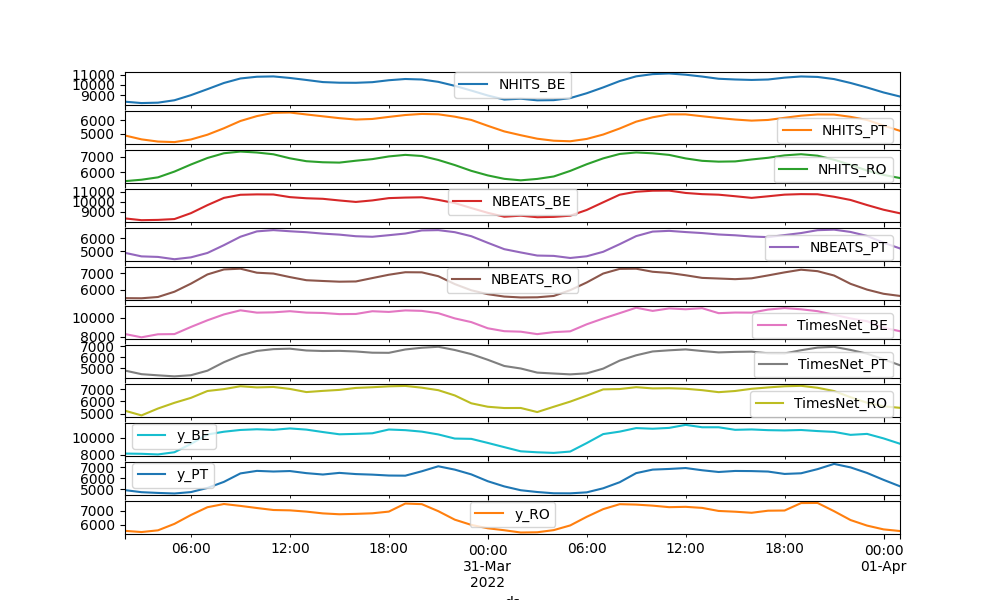 11000
10000
9000
NHITS_BE
6000
5000
NHITS_PT
7000
6000
NHITS_RO
11000
10000
9000
NBEATS_BE
6000
5000
NBEATS_PT
7000
6000
NBEATS_RO
10000
8000
TimesNet_BE
7000
6000
5000
TimesNet_PT
7000
6000
5000
TimesNet_RO
10000
8000
y_BE
7000
6000
5000
y_PT
7000
6000
y_RO
06:00 12:00 18:00 00:00 06:00 12:00 18:00 00:00
31-Mar 01-Apr
2022
ds